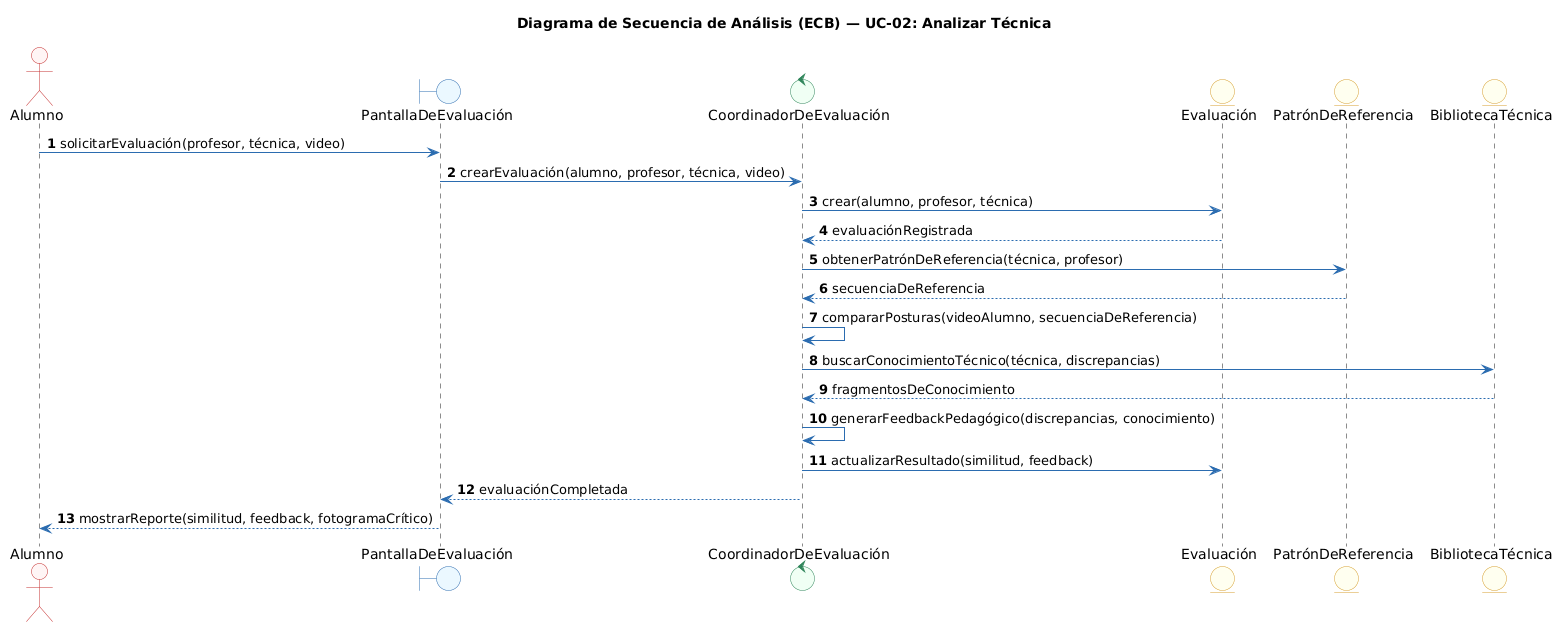 Diagrama de Secuencia de Análisis (ECB) — UC-02: Analizar Técnica
Alumno
PantallaDeEvaluación
CoordinadorDeEvaluación
Evaluación
PatrónDeReferencia
BibliotecaTécnica
1 solicitarEvaluación(profesor, técnica, video)
2 crearEvaluación(alumno, profesor, técnica, video)
3 crear(alumno, profesor, técnica)
4 evaluaciónRegistrada
5 obtenerPatrónDeReferencia(técnica, profesor)
6 secuenciaDeReferencia
7 compararPosturas(videoAlumno, secuenciaDeReferencia)
8 buscarConocimientoTécnico(técnica, discrepancias)
9 fragmentosDeConocimiento
10 generarFeedbackPedagógico(discrepancias, conocimiento)
11 actualizarResultado(similitud, feedback)
12 evaluaciónCompletada
13 mostrarReporte(similitud, feedback, fotogramaCrítico)
Alumno
PantallaDeEvaluación
CoordinadorDeEvaluación
Evaluación
PatrónDeReferencia
BibliotecaTécnica